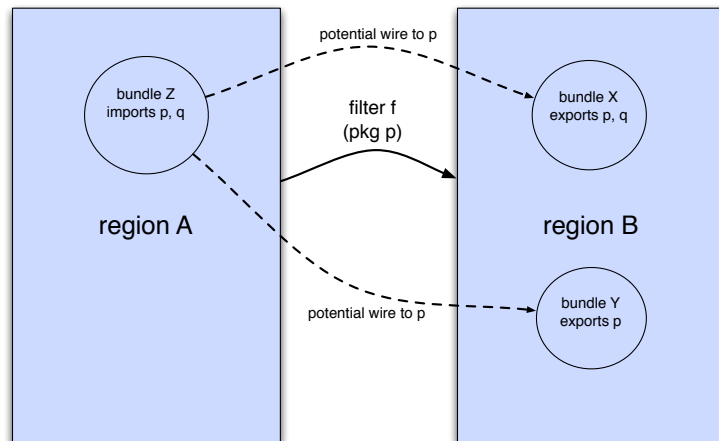 potential wire to p
bundle Z
imports p, q
bundle X
exports p, q
filter f
(pkg p)
region A
region B
bundle Y
exports p
potential wire to p